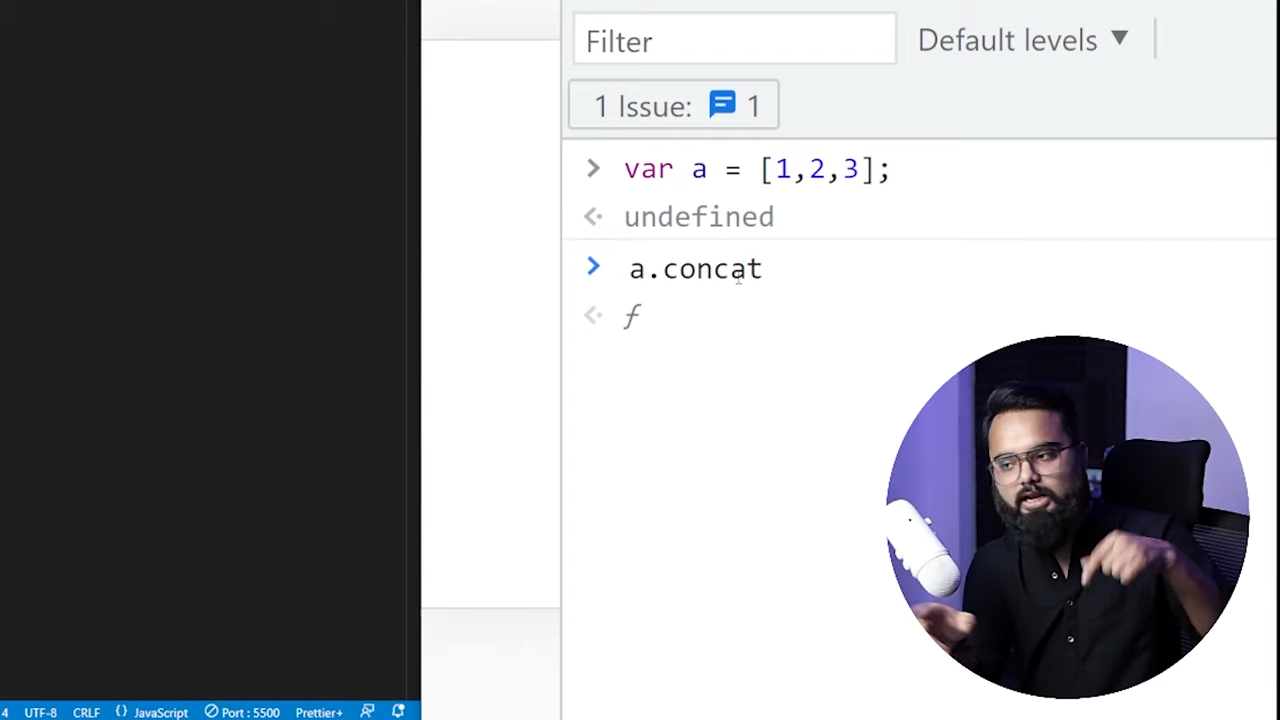 Filter
Default levels ▼
1 Issue: 1
> var a = [1,2,3];
undefined
> a.concat
ƒ
4 UTF-8 CRLF {} JavaScript Port : 5500 Prettier+